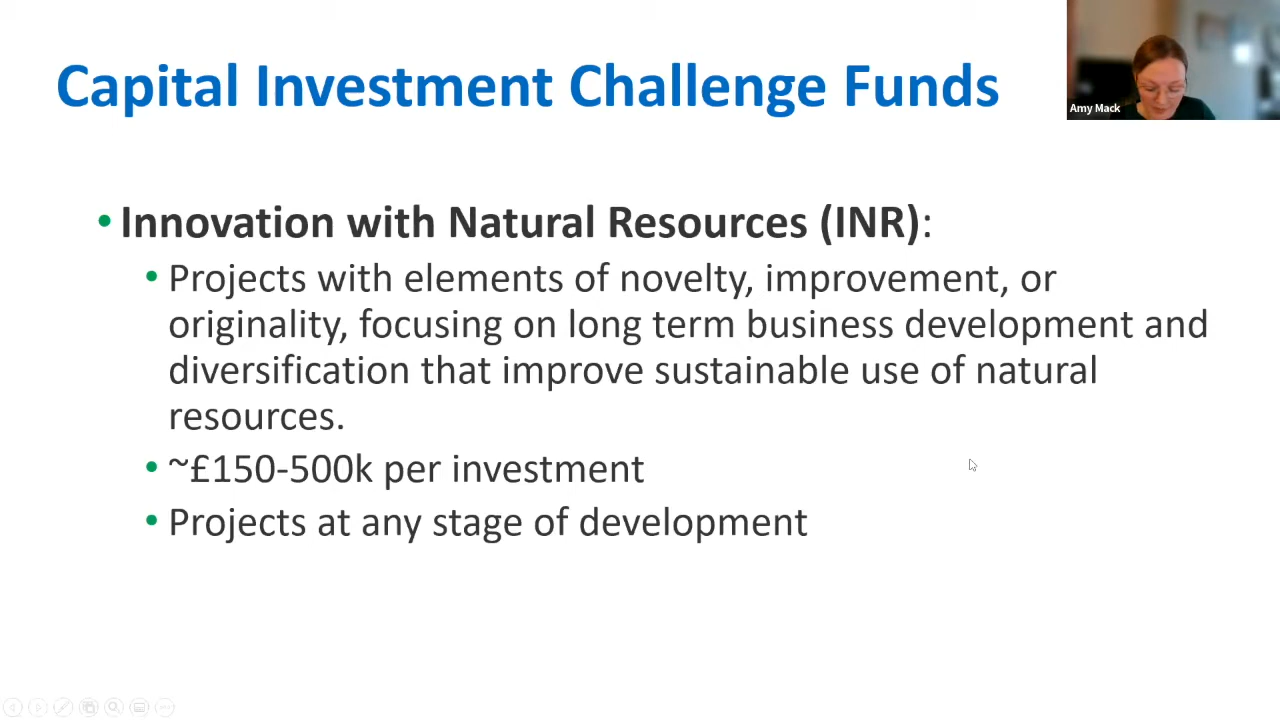 Capital Investment Challenge Funds
Amy Mack
• Innovation with Natural Resources (INR):
• Projects with elements of novelty, improvement, or
originality, focusing on long term business development and
diversification that improve sustainable use of natural
resources.
• ~£150-500k per investment
• Projects at any stage of development